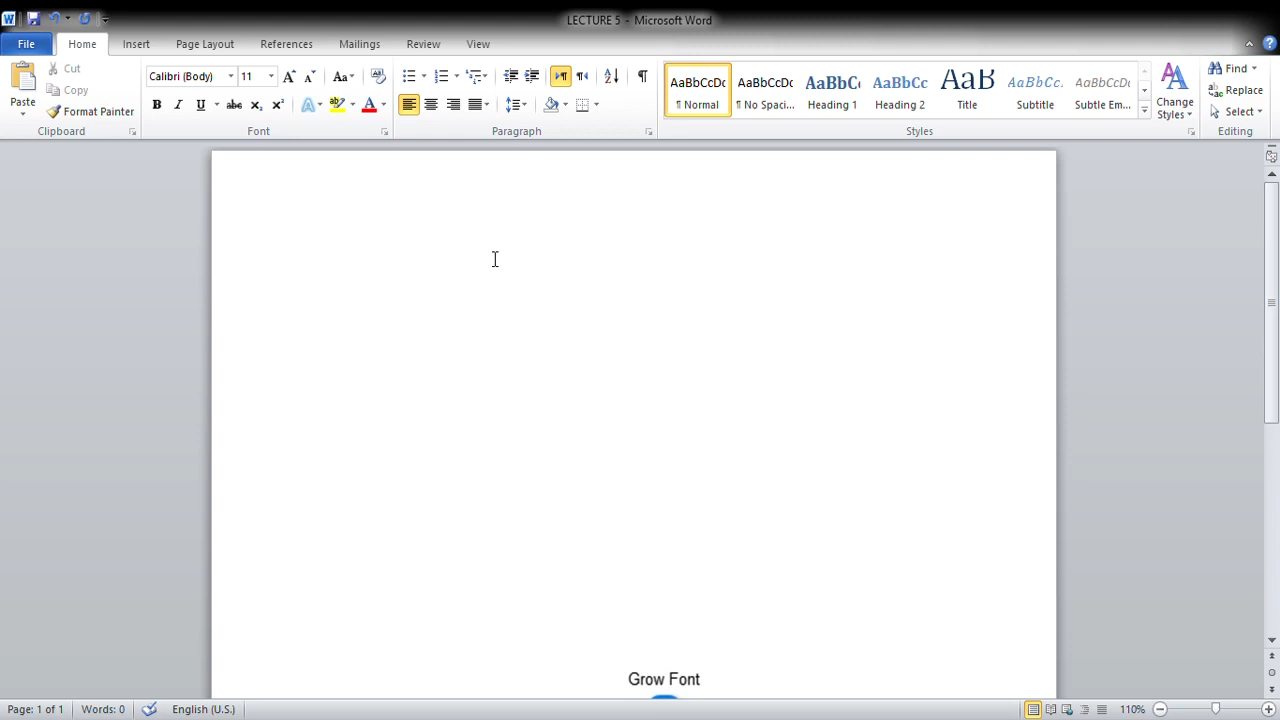 LECTURE 5 - Microsoft Word
File Home Insert Page Layout References Mailings Review View
Paste
Cut
Copy
Format Painter
Clipboard
Calibri (Body) 11
Font
Paragraph
AaBbCcDc AaBbCcDc AaBbC AaBbCc AaB AaBbCc. AaBbCcDc
¶ Normal ¶ No Spaci... Heading 1 Heading 2 Title Subtitle Subtle Em...
Styles
Change Styles
Find
Replace
Select
Editing
Grow Font
Page: 1 of 1 Words: 0 English (U.S.) 110%